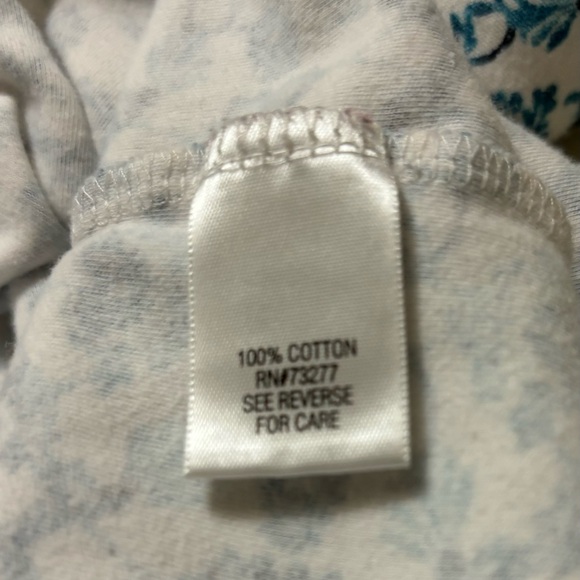 100% COTTON
RN#73277
SEE REVERSE
FOR CARE